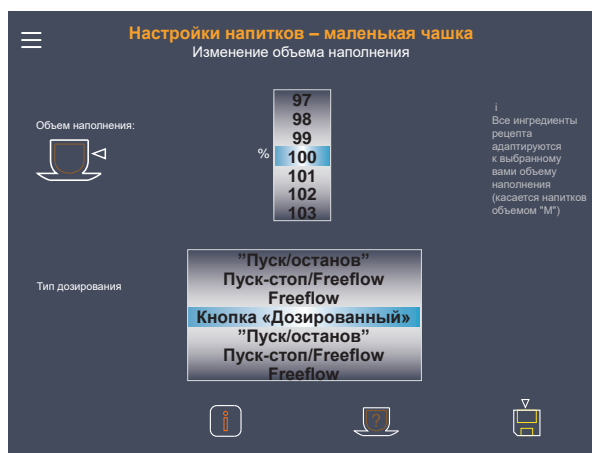 Настройки напитков – маленькая чашка
Изменение объема наполнения
Объем наполнения:
%
97
98
99
100
101
102
103
i
Все ингредиенты
рецепта
адаптируются
к выбранному
вами объему
наполнения
(касается напитков
объемом "М")
Тип дозирования
”Пуск/останов”
Пуск-стоп/Freeflow
Freeflow
Кнопка «Дозированный»
”Пуск/останов”
Пуск-стоп/Freeflow
Freeflow
i
?